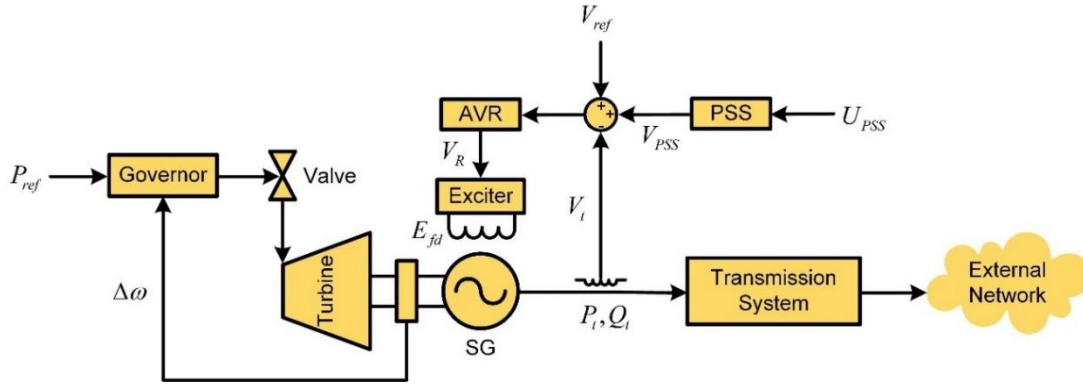 V_ref
AVR
PSS
U_PSS
V_PSS
V_R
P_ref
Governor
Valve
Exciter
V_t
E_fd
Δω
Turbine
SG
P_t, Q_t
Transmission
System
External
Network
+
+
-